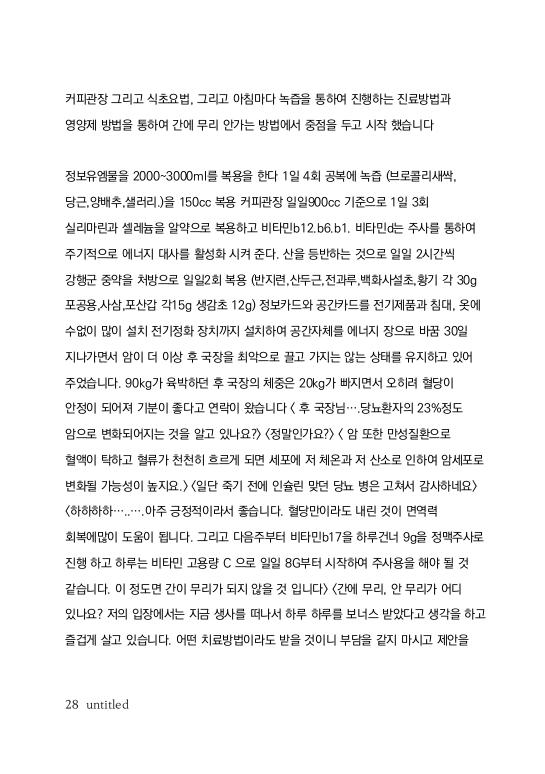 커피관장 그리고 식초요법, 그리고 아침마다 녹즙을 통하여 진행하는 진료방법과
영양제 방법을 통하여 간에 무리 안가는 방법에서 중점을 두고 시작 했습니다
정보유엠물을 2000~3000ml를 복용을 한다 1일 4회 공복에 녹즙 (브로콜리새싹,
당근,양배추,샐러리.)을 150cc 복용 커피관장 일일900cc 기준으로 1일 3회
실리마린과 셀레늄을 알약으로 복용하고 비타민b12.b6.b1. 비타민d는 주사를 통하여
주기적으로 에너지 대사를 활성화 시켜 준다. 산을 등반하는 것으로 일일 2시간씩
강행군 중약을 처방으로 일일2회 복용 (반지련,산두근,전과루,백화사설초,황기 각 30g
포공용,사삼,포산갑 각15g 생감초 12g) 정보카드와 공간카드를 전기제품과 침대, 옷에
수없이 많이 설치 전기정화 장치까지 설치하여 공간자체를 에너지 장으로 바꿈 30일
지나가면서 암이 더 이상 후 국장을 최악으로 끌고 가지는 않는 상태를 유지하고 있어
주었습니다. 90kg가 육박하던 후 국장의 체중은 20kg가 빠지면서 오히려 혈당이
안정이 되어져 기분이 좋다고 연락이 왔습니다 < 후 국장님….당뇨환자의 23%정도
암으로 변화되어지는 것을 알고 있나요?> <정말인가요?> < 암 또한 만성질환으로
혈액이 탁하고 혈류가 천천히 흐르게 되면 세포에 저 체온과 저 산소로 인하여 암세포로
변화될 가능성이 높지요.> <일단 죽기 전에 인슐린 맞던 당뇨 병은 고쳐서 감사하네요>
<하하하하…..….아주 긍정적이라서 좋습니다. 혈당만이라도 내린 것이 면역력
회복에많이 도움이 됩니다. 그리고 다음주부터 비타민b17을 하루건너 9g을 정맥주사로
진행 하고 하루는 비타민 고용량 C 으로 일일 8G부터 시작하여 주사용을 해야 될 것
같습니다. 이 정도면 간이 무리가 되지 않을 것 입니다> <간에 무리, 안 무리가 어디
있나요? 저의 입장에서는 지금 생사를 떠나서 하루 하루를 보너스 받았다고 생각을 하고
즐겁게 살고 있습니다. 어떤 치료방법이라도 받을 것이니 부담을 갖지 마시고 제안을
28 untitled